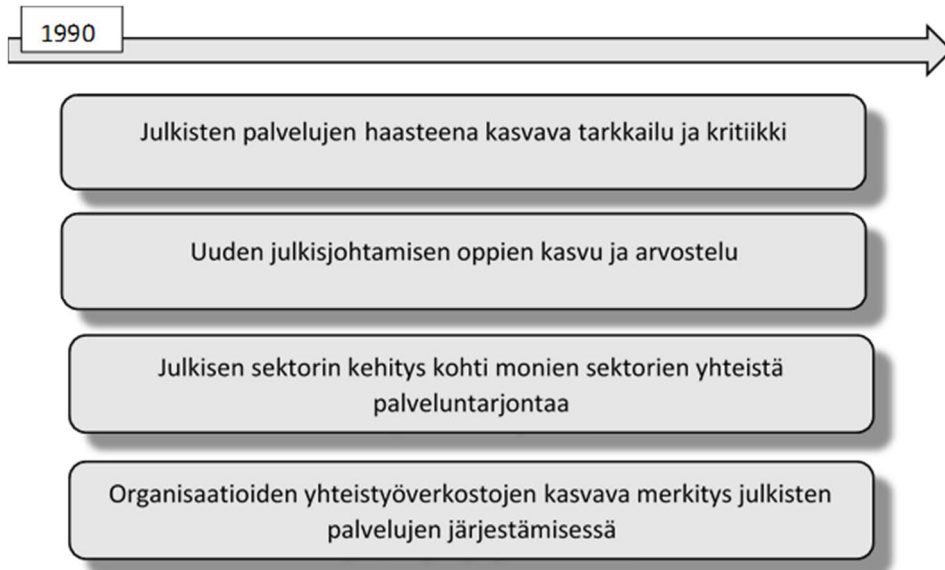 1990
Julkisten palvelujen haasteena kasvava tarkkailu ja kritiikki
Uuden julkisjohtamisen oppien kasvu ja arvostelu
Julkisen sektorin kehitys kohti monien sektorien yhteistä
palveluntarjontaa
Organisaatioiden yhteistyöverkostojen kasvava merkitys julkisten
palvelujen järjestämisessä